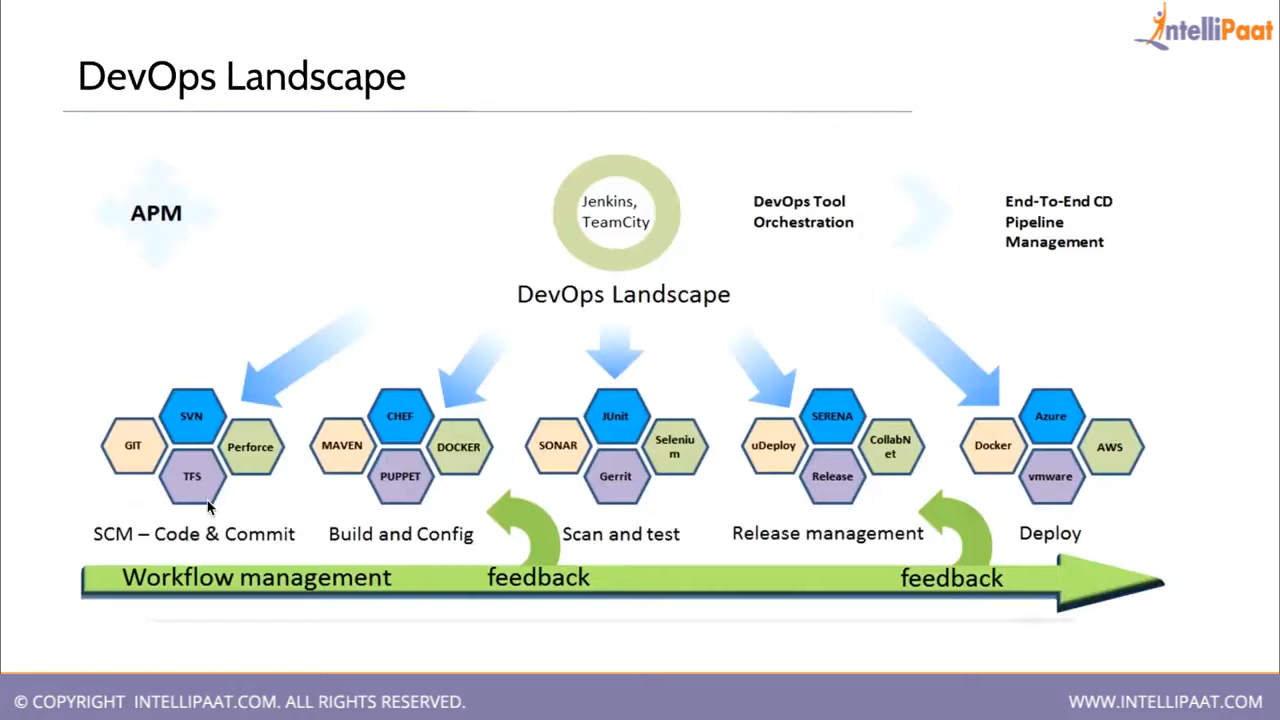 IntelliPaat
DevOps Landscape
APM
Jenkins,
TeamCity
DevOps Tool
Orchestration
End-To-End CD
Pipeline
Management
DevOps Landscape
SVN
GIT
Perforce
TFS
CHEF
MAVEN
DOCKER
PUPPET
JUnit
SONAR
Seleniu
m
Gerrit
SERENA
uDeploy
CollabN
et
Release
Azure
Docker
AWS
vmware
SCM – Code & Commit
Build and Config
Scan and test
Release management
Deploy
Workflow management
feedback
feedback
© COPYRIGHT INTELLIPAAT.COM. ALL RIGHTS RESERVED.
WWW.INTELLIPAAT.COM